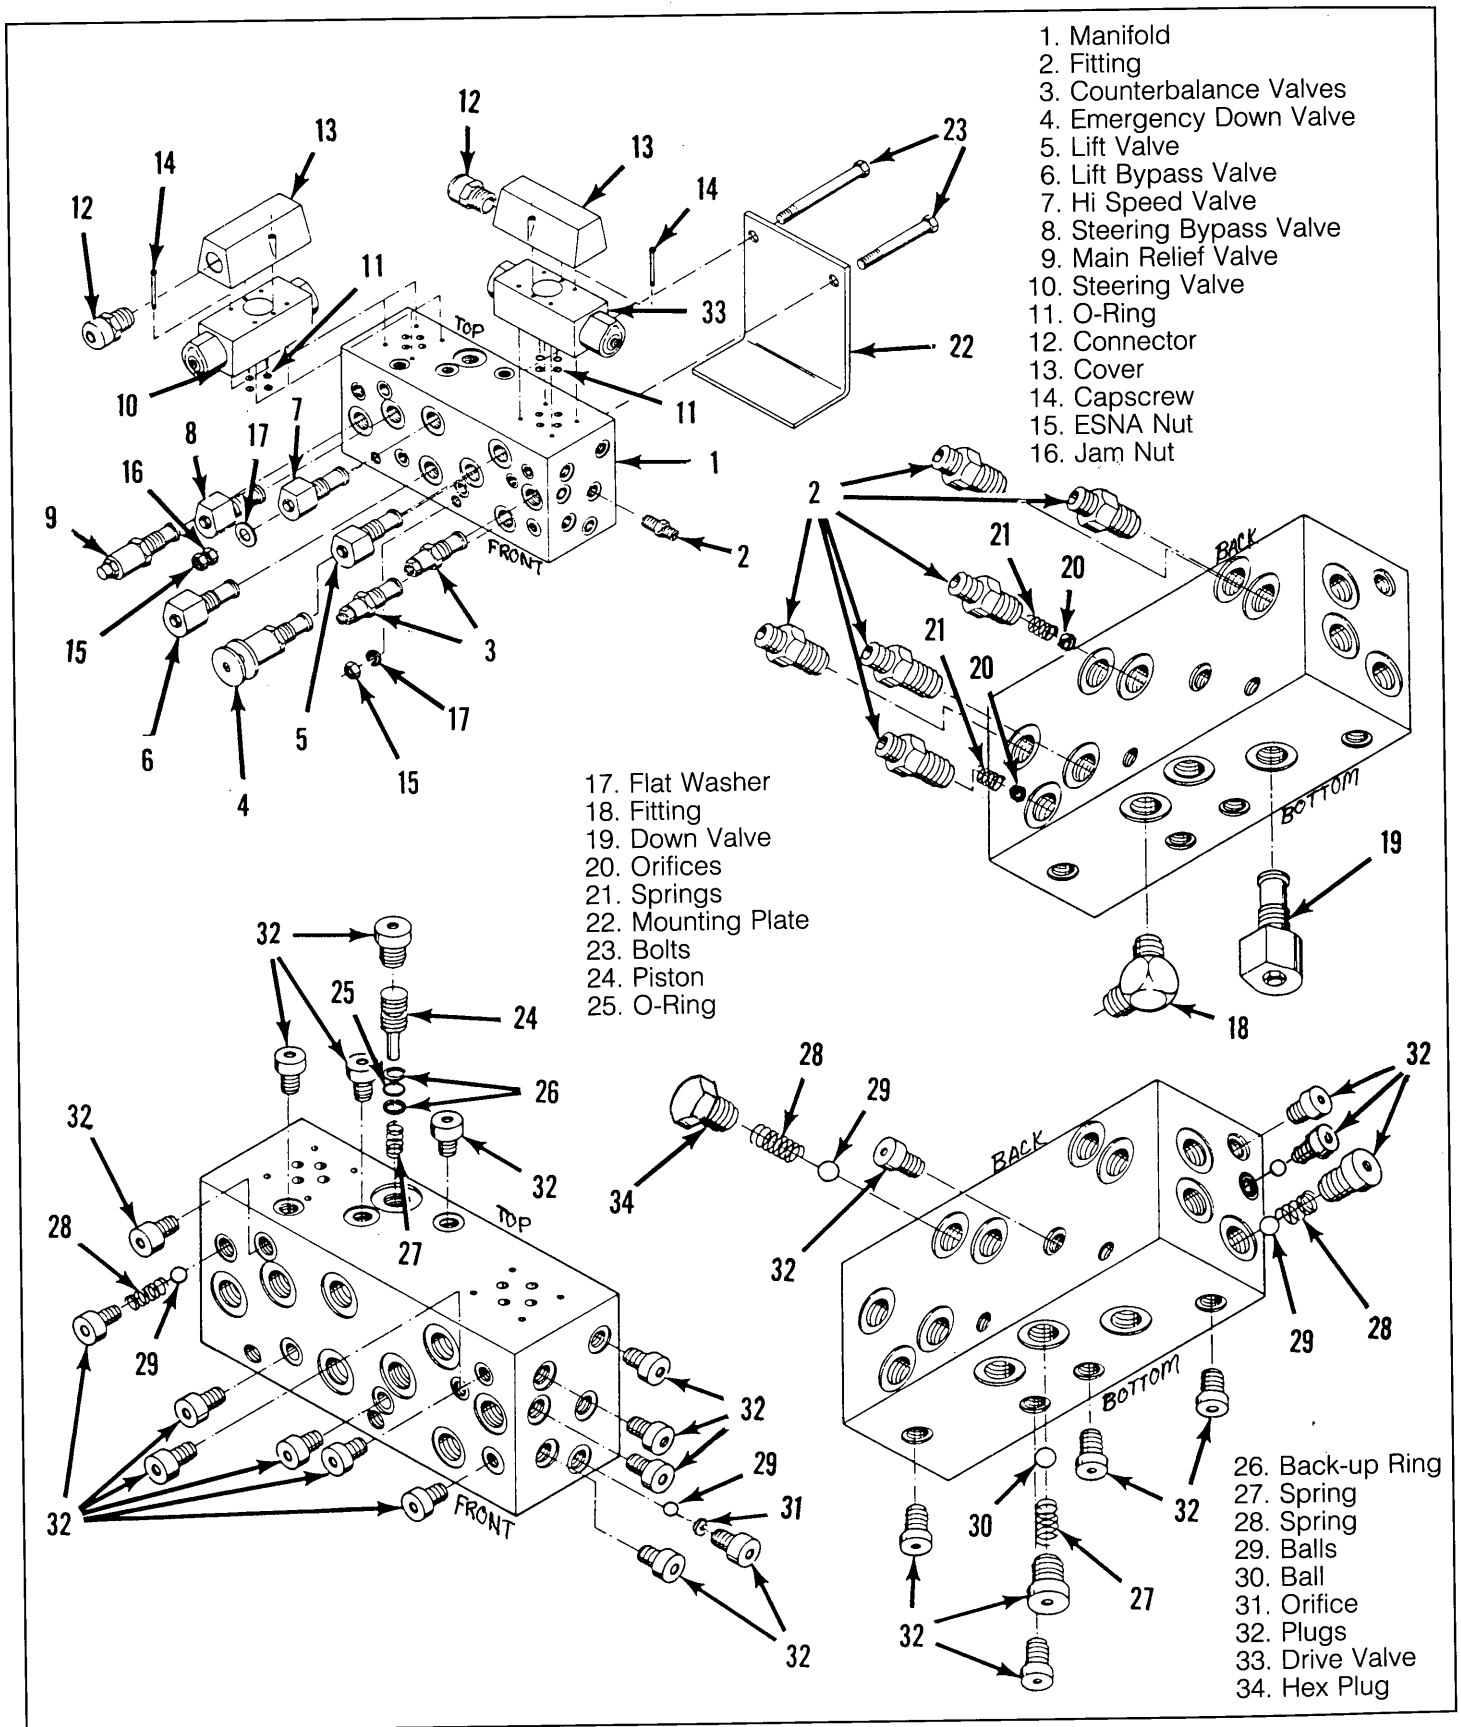 1. Manifold
2. Fitting
3. Counterbalance Valves
4. Emergency Down Valve
5. Lift Valve
6. Lift Bypass Valve
7. Hi Speed Valve
8. Steering Bypass Valve
9. Main Relief Valve
10. Steering Valve
11. O-Ring
12. Connector
13. Cover
14. Capscrew
15. ESNA Nut
16. Jam Nut
12
13
14
12
13
14
23
11
33
22
10
11
TOP
1
FRONT
2
8
17
7
16
9
15
6
4
5
3
17
15
2
21
20
21
20
BACK
BOTTOM
19
18
17. Flat Washer
18. Fitting
19. Down Valve
20. Orifices
21. Springs
22. Mounting Plate
23. Bolts
24. Piston
25. O-Ring
32
25
24
26
32
32
28
29
27
TOP
32
32
29
31
FRONT
32
28
29
34
32
BACK
32
29
28
BOTTOM
30
27
32
32
26. Back-up Ring
27. Spring
28. Spring
29. Balls
30. Ball
31. Orifice
32. Plugs
33. Drive Valve
34. Hex Plug